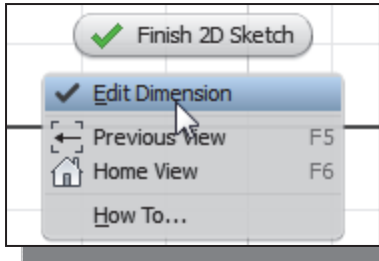 Finish 2D Sketch
Edit Dimension
Previous View F5
Home View F6
How To...